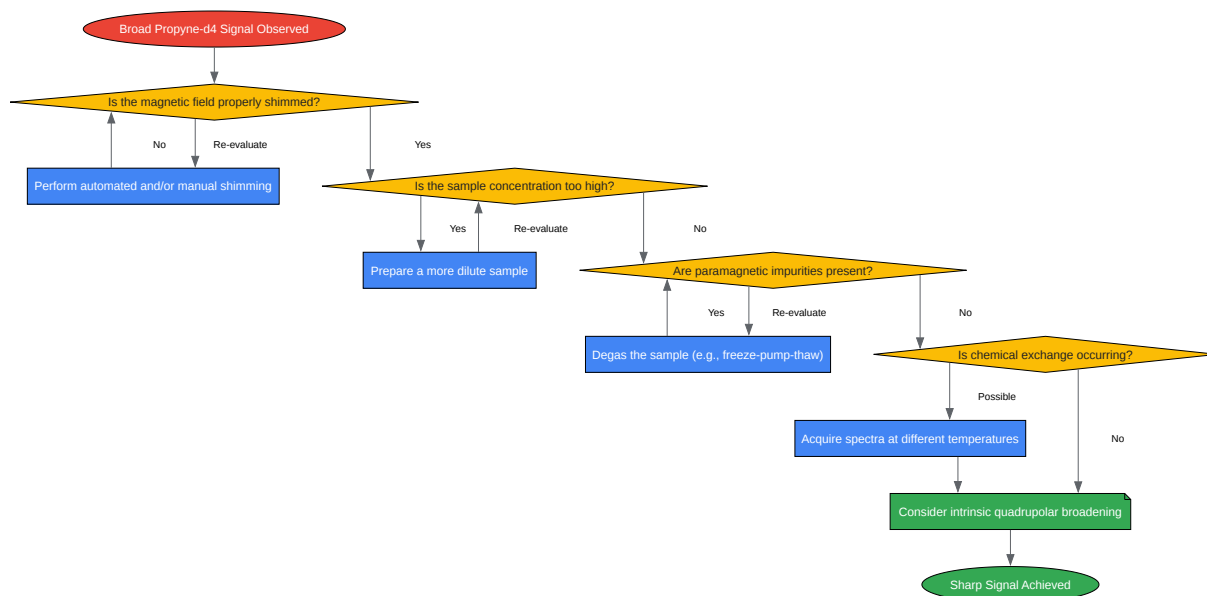 Broad Propyne-d4 Signal Observed
Is the magnetic field properly shimmed?
No
Re-evaluate
Yes
Perform automated and/or manual shimming
Is the sample concentration too high?
Yes
Re-evaluate
No
Prepare a more dilute sample
Are paramagnetic impurities present?
Yes
Re-evaluate
No
Degas the sample (e.g., freeze-pump-thaw)
Is chemical exchange occurring?
Possible
Acquire spectra at different temperatures
No
Consider intrinsic quadrupolar broadening
Sharp Signal Achieved